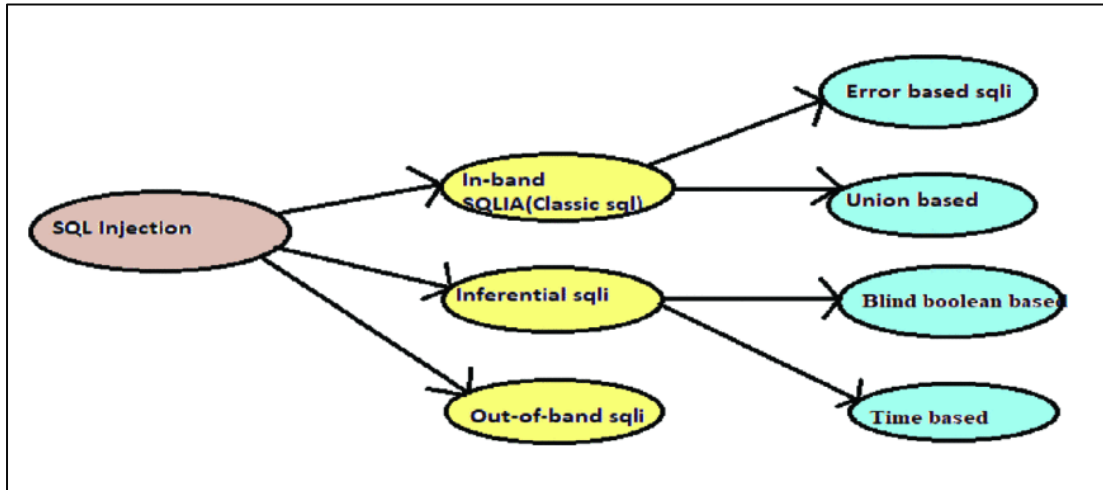 SQL Injection
In-band
SQLIA(Classic sql)
Inferential sqli
Out-of-band sqli
Error based sqli
Union based
Blind boolean based
Time based